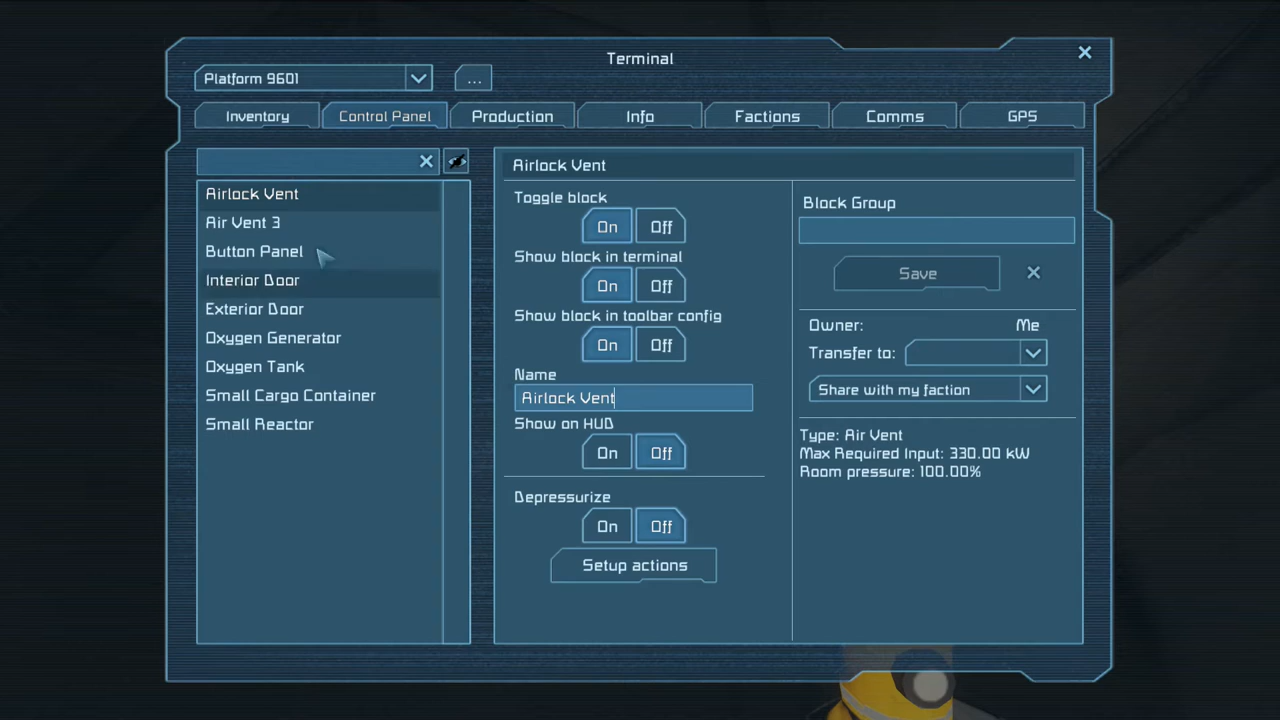 Terminal
Platform 9601
...
Inventory
Control Panel
Production
Info
Factions
Comms
GPS
Airlock Vent
Air Vent 3
Button Panel
Interior Door
Exterior Door
Oxygen Generator
Oxygen Tank
Small Cargo Container
Small Reactor
Airlock Vent
Toggle block
On Off
Show block in terminal
On Off
Show block in toolbar config
On Off
Name
Airlock Vent
Show on HUD
On Off
Depressurize
On Off
Setup actions
Block Group
Save
Owner: Me
Transfer to:
Share with my faction
Type: Air Vent
Max Required Input: 330.00 kW
Room pressure: 100.00%